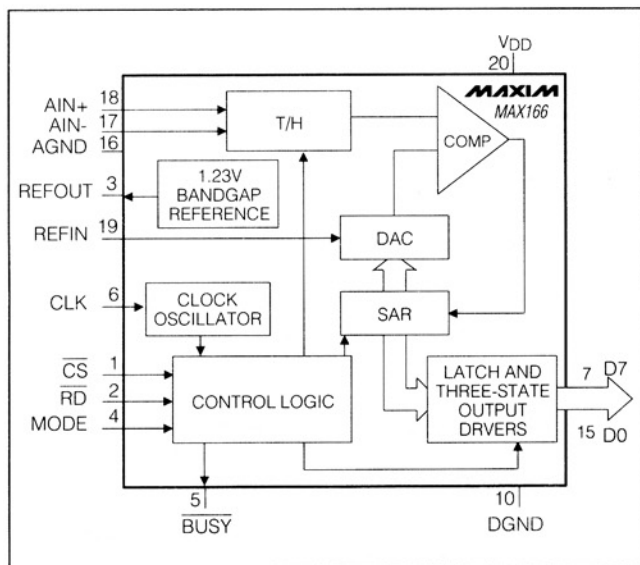 VDD
20
MAXIM
MAX166
AIN+ 18
AIN- 17
AGND 16
T/H
COMP
REFOUT 3
1.23V
BANDGAP
REFERENCE
REFIN 19
DAC
CLK 6
CLOCK
OSCILLATOR
SAR
CS 1
RD 2
MODE 4
CONTROL LOGIC
LATCH AND
THREE-STATE
OUTPUT
DRVERS
7 D7
15 D0
5
BUSY
10
DGND